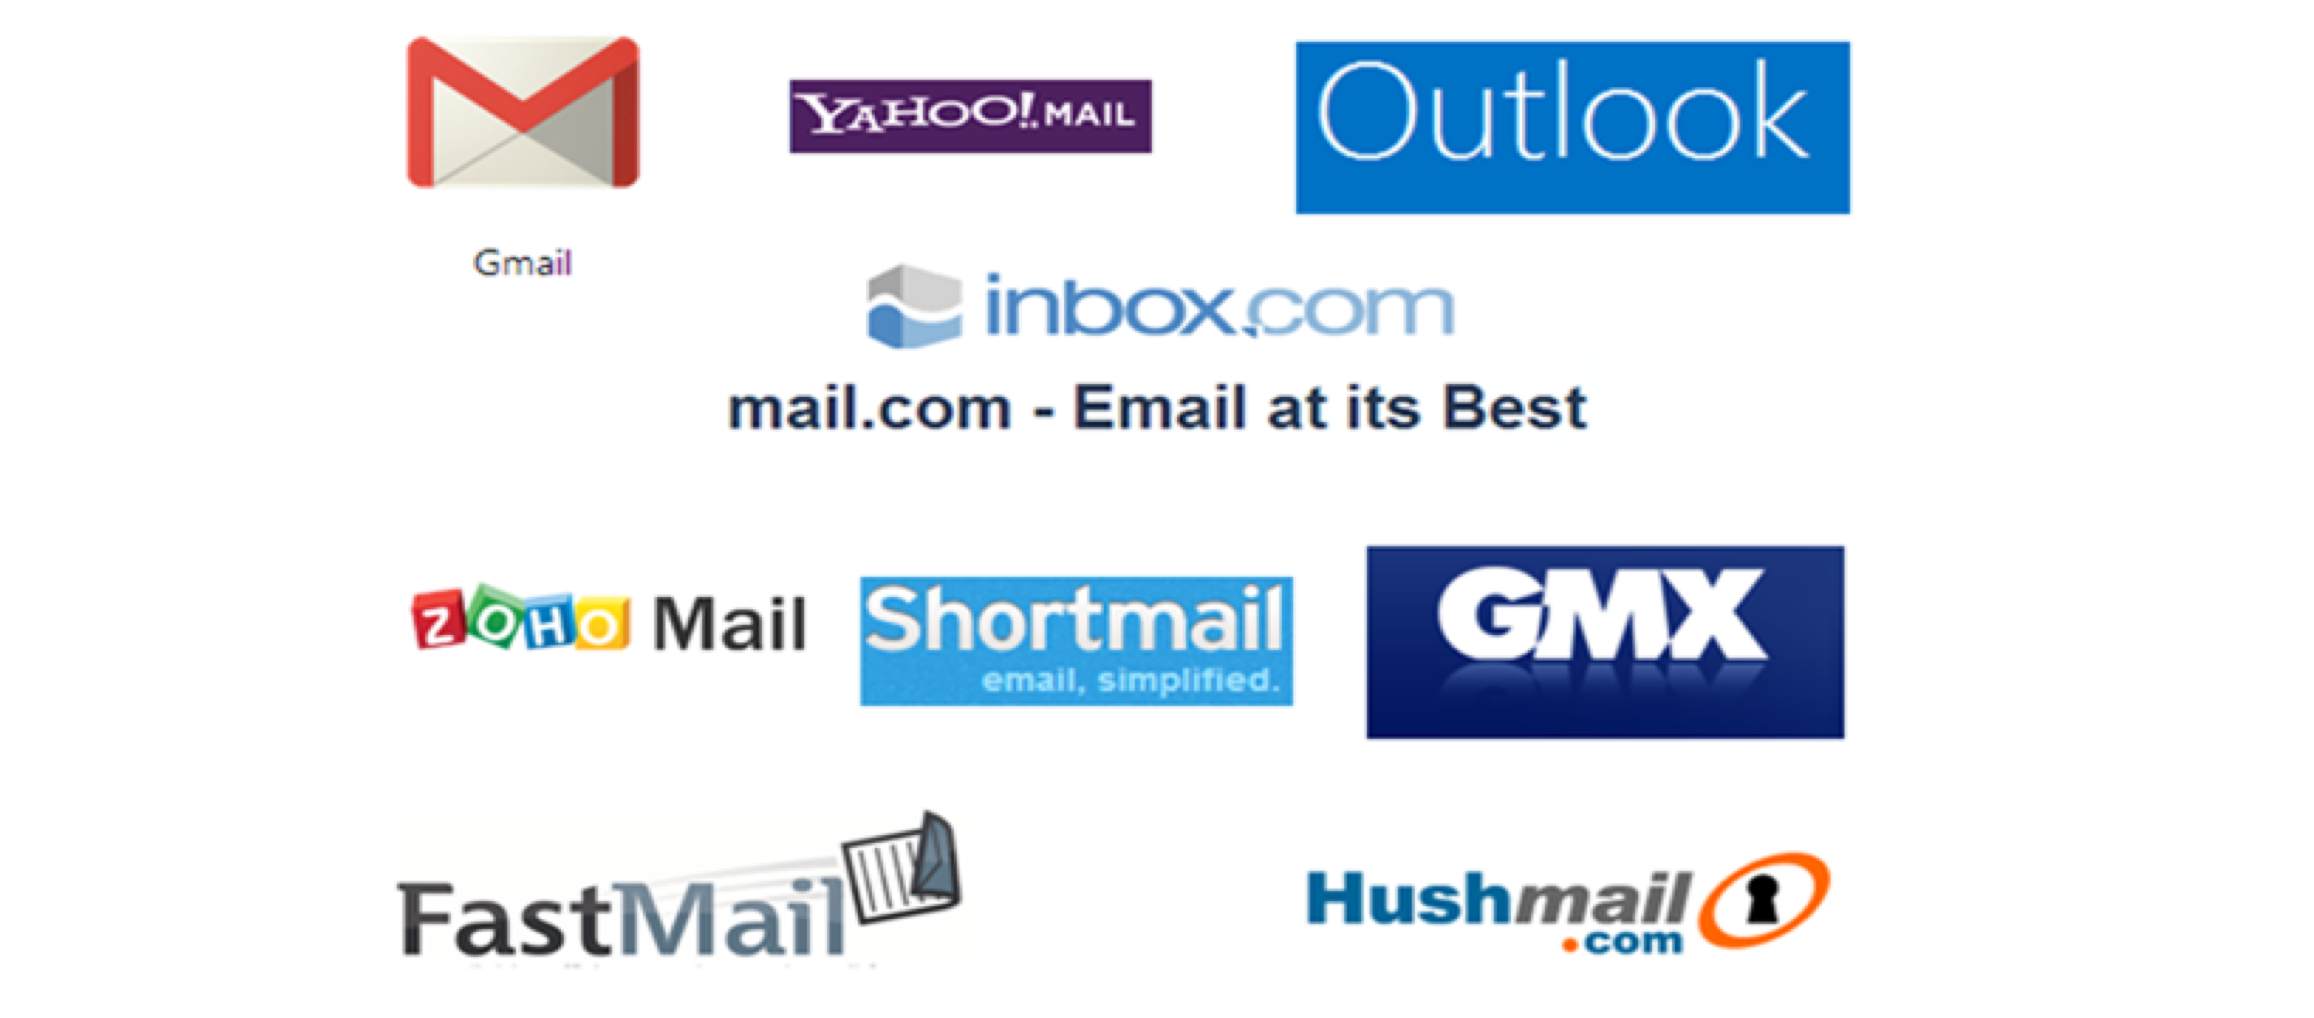 YAHOO! MAIL
Outlook
Gmail
inbox.com
mail.com - Email at its Best
ZOHO Mail
Shortmail
email, simplified.
GMX
FastMail
Hushmail
.com